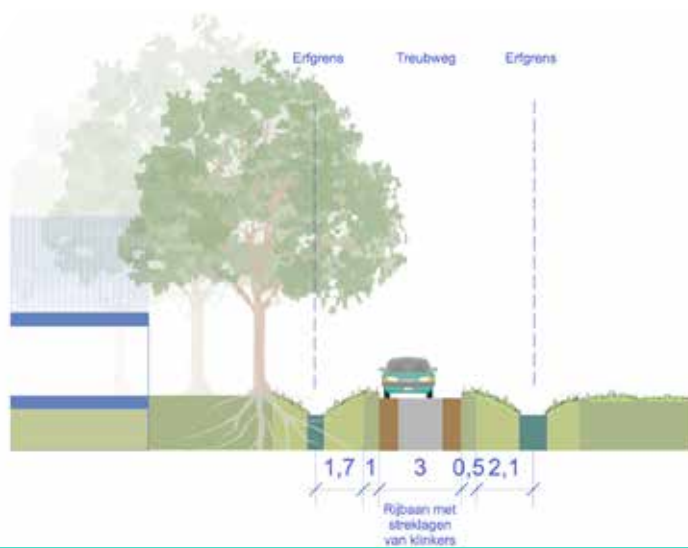 Erfgrens Treubweg Erfgrens
1,7 1 3 0,5 2,1
Rijbaan met
streklagen
van klinkers